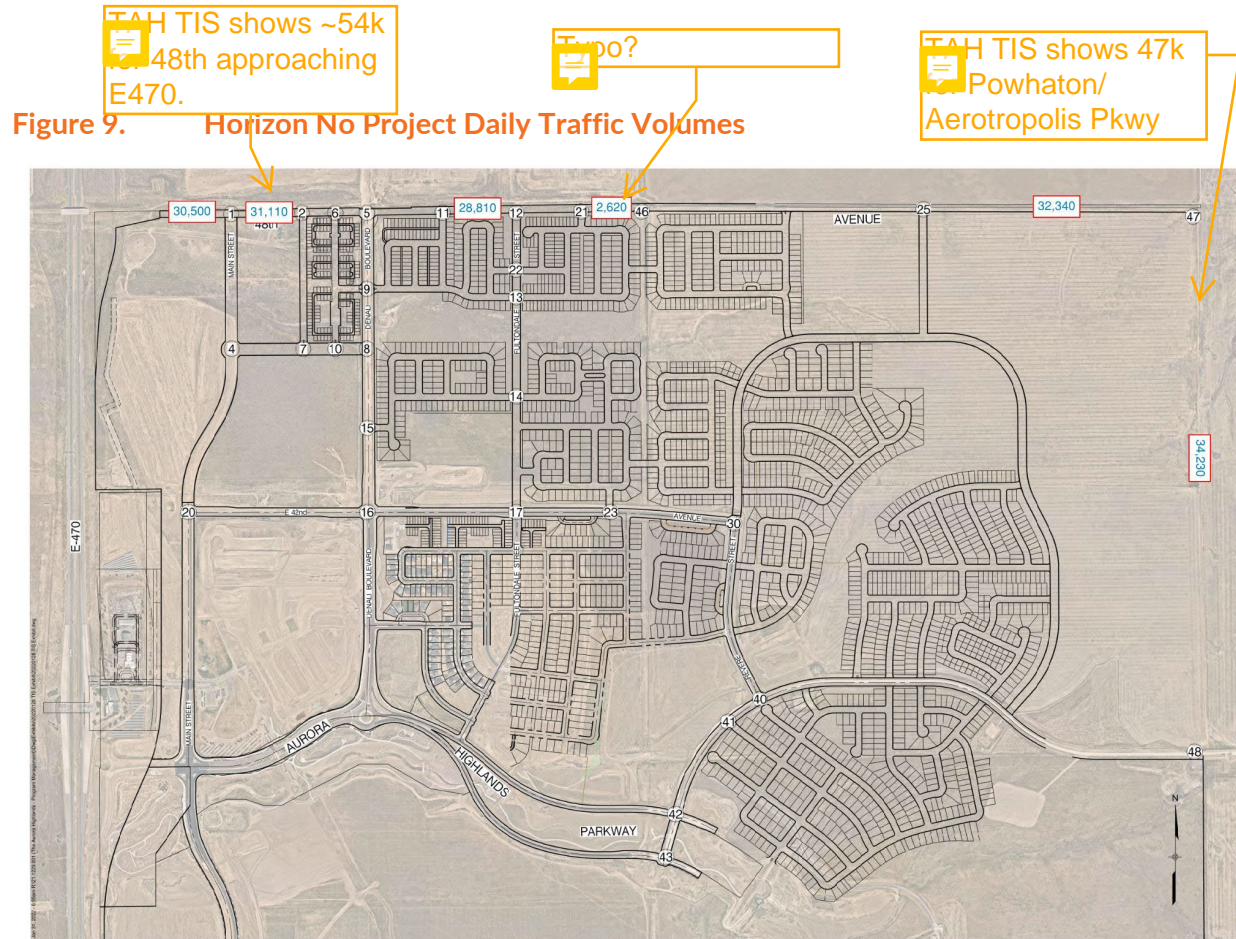 TAH TIS shows ~54k
for 48th approaching
E470.
Typo?
TAH TIS shows 47k
for Powhaton/
Aerotropolis Pkwy
Figure 9. Horizon No Project Daily Traffic Volumes
30,500
1
31,110
2
6
5
11
28,810
12
21
2,620
46
AVENUE
25
32,340
47
48th
MAIN STREET
BOULEVARD
STREET
22
9
13
DENALI
FULTONDALE
4
7
10
8
14
15
34,230
E-470
20
E 42nd
16
17
23
AVENUE
30
STREET
DENALI BOULEVARD
FULTONDALE STREET
40
41
MAIN STREET
AURORA
HIGHLANDS
48
N
42
PARKWAY
43